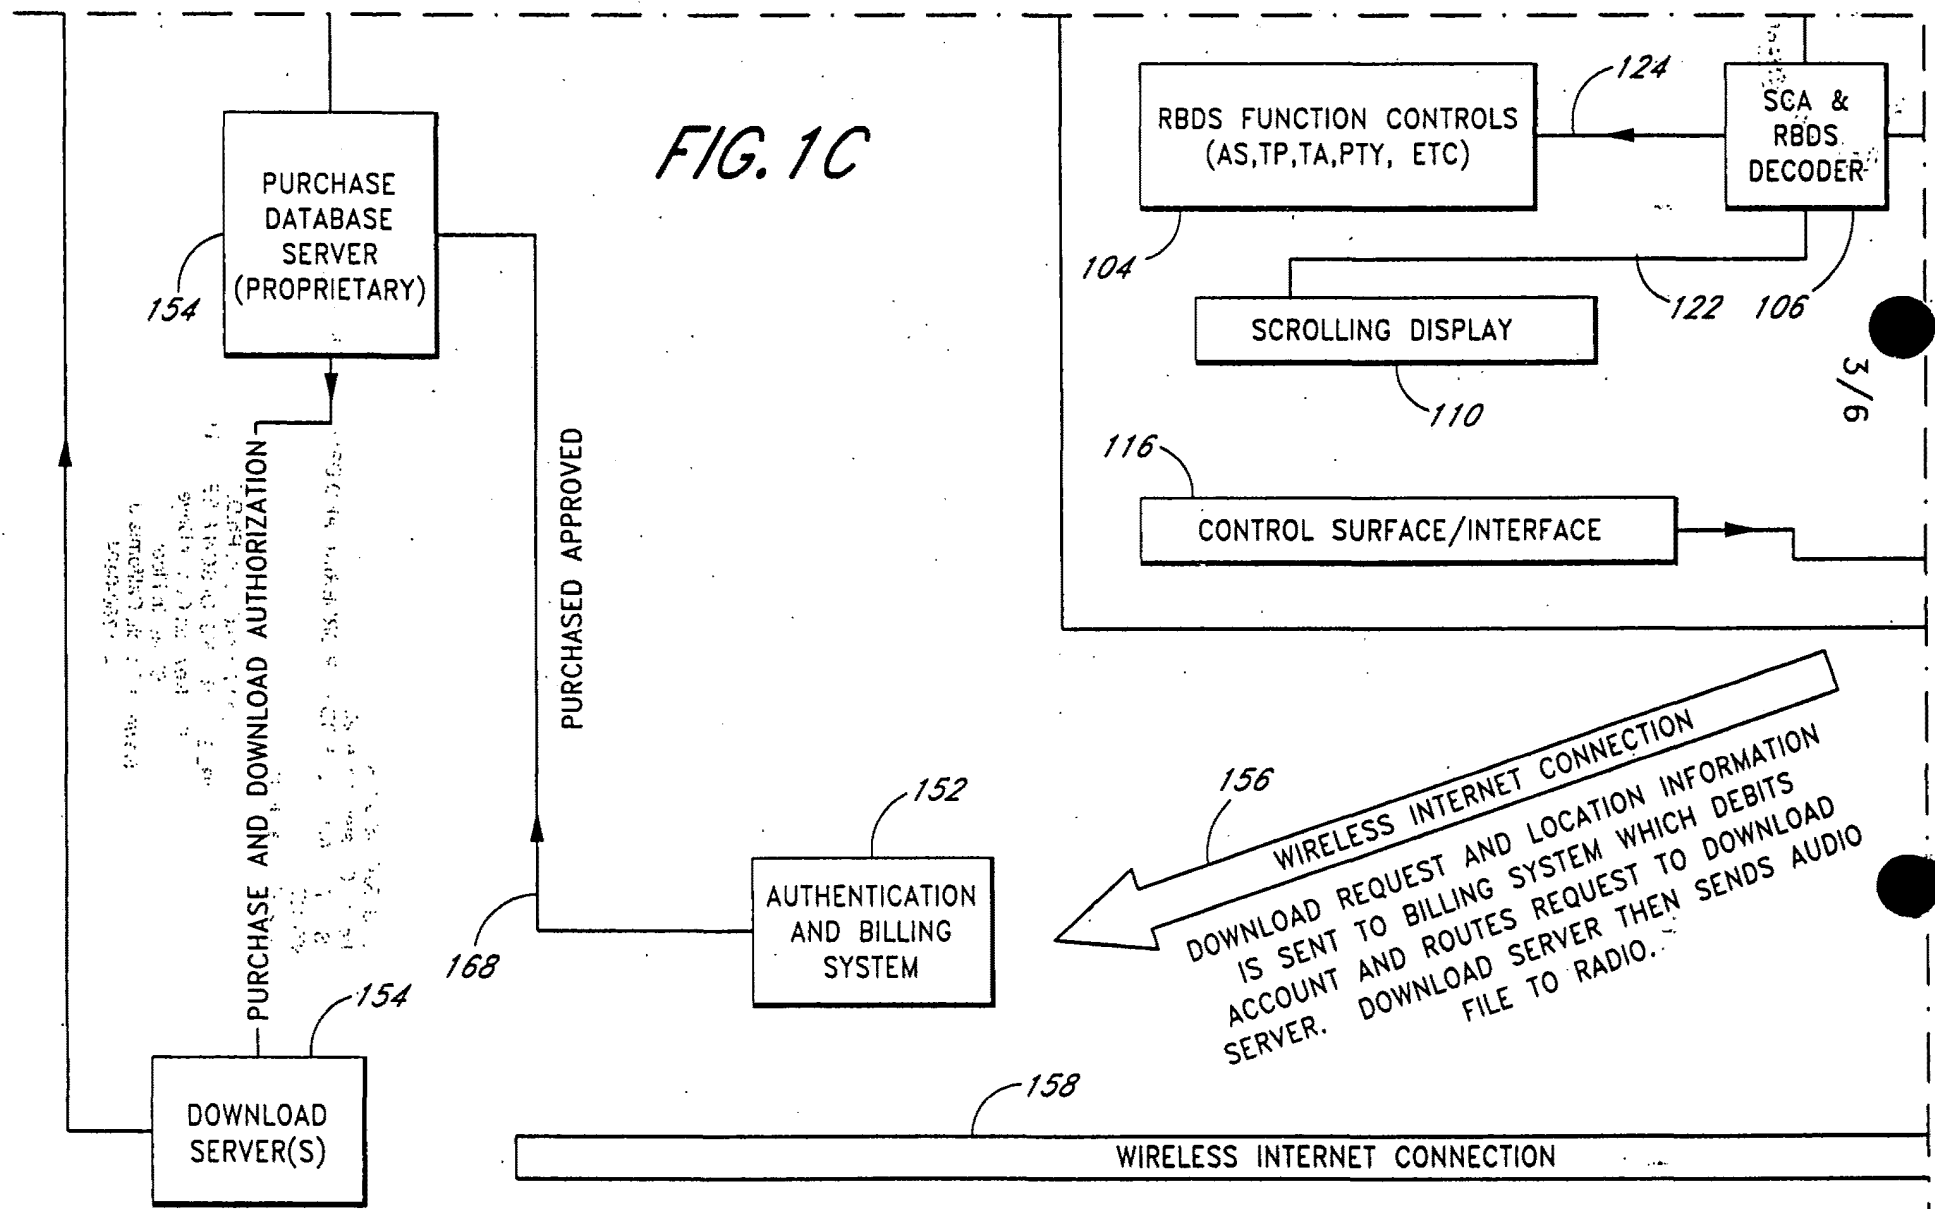 FIG. 1C
PURCHASE
DATABASE
SERVER
(PROPRIETARY)
154
PURCHASE AND DOWNLOAD AUTHORIZATION
PURCHASED APPROVED
168
152
AUTHENTICATION
AND BILLING
SYSTEM
154
DOWNLOAD
SERVER(S)
RBDS FUNCTION CONTROLS
(AS,TP,TA,PTY, ETC)
104
124
SCA &
RBDS
DECODER
106
122
SCROLLING DISPLAY
110
3/6
116
CONTROL SURFACE/INTERFACE
156
WIRELESS INTERNET CONNECTION
DOWNLOAD REQUEST AND LOCATION INFORMATION
IS SENT TO BILLING SYSTEM WHICH DEBITS
ACCOUNT AND ROUTES REQUEST TO DOWNLOAD
SERVER. DOWNLOAD SERVER THEN SENDS AUDIO
FILE TO RADIO.
158
WIRELESS INTERNET CONNECTION